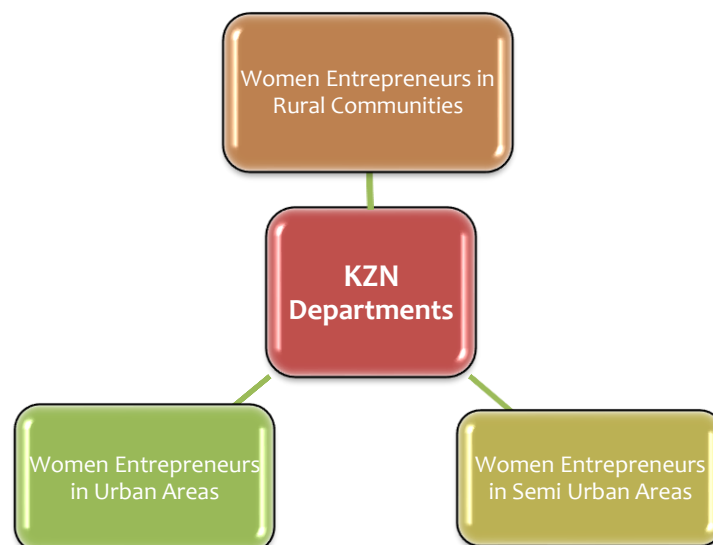 Women Entrepreneurs in
Rural Communities
KZN
Departments
Women Entrepreneurs
in Urban Areas
Women Entrepreneurs
in Semi Urban Areas